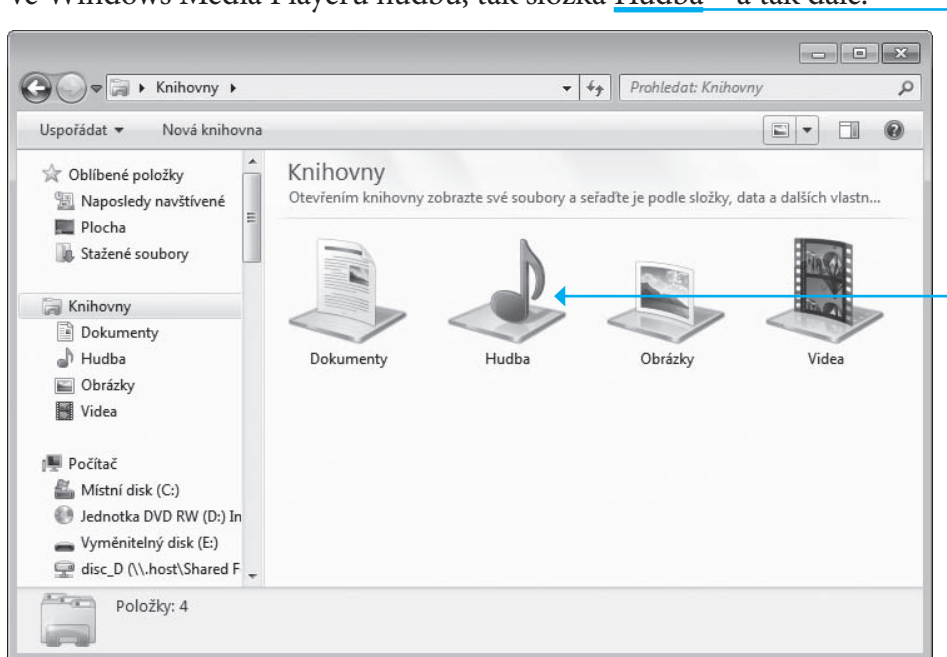 ve Windows Media Playeru hudbu, tak složka Hudba – a tak dále.
Knihovny
Prohledat: Knihovny
Uspořádat
Nová knihovna
Oblíbené položky
Naposledy navštívené
Plocha
Stažené soubory
Knihovny
Dokumenty
Hudba
Obrázky
Videa
Počítač
Místní disk (C:)
Jednotka DVD RW (D:) In
Vyměnitelný disk (E:)
disc_D (\\.host\Shared F
Knihovny
Otevřením knihovny zobrazte své soubory a seřaďte je podle složky, data a dalších vlastn...
Dokumenty
Hudba
Obrázky
Videa
Položky: 4